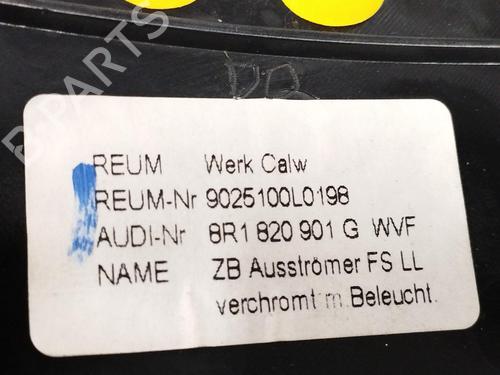 B-PARTS
REUM Werk Calw
REUM-Nr 9025100L0198
AUDI-Nr 8R1 820 901 G WVF
NAME ZB Ausströmer FS LL
verchromt m. Beleucht.